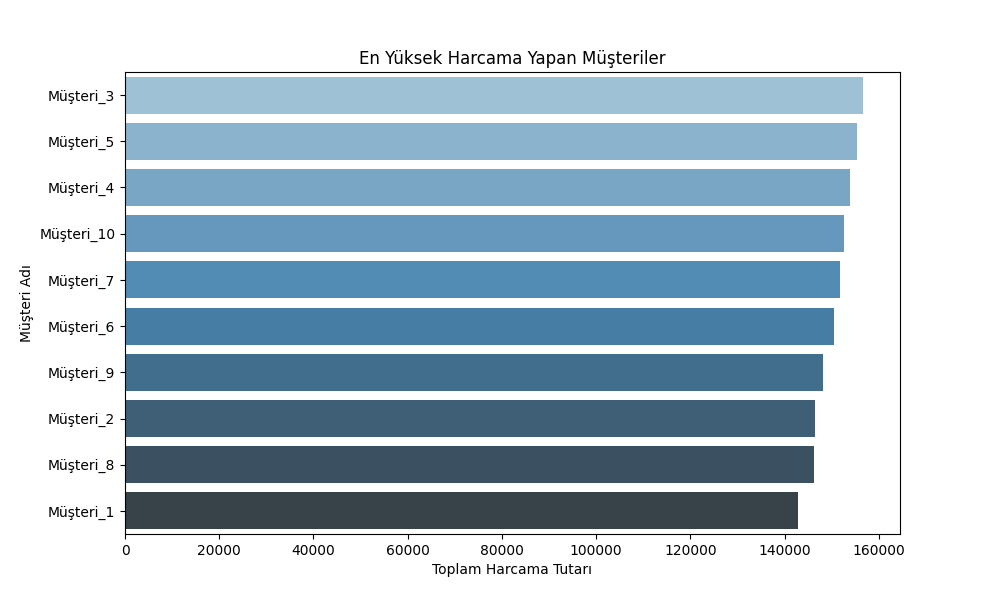 En Yüksek Harcama Yapan Müşteriler
Müşteri Adı
Müşteri_3
Müşteri_5
Müşteri_4
Müşteri_10
Müşteri_7
Müşteri_6
Müşteri_9
Müşteri_2
Müşteri_8
Müşteri_1
0 20000 40000 60000 80000 100000 120000 140000 160000
Toplam Harcama Tutarı